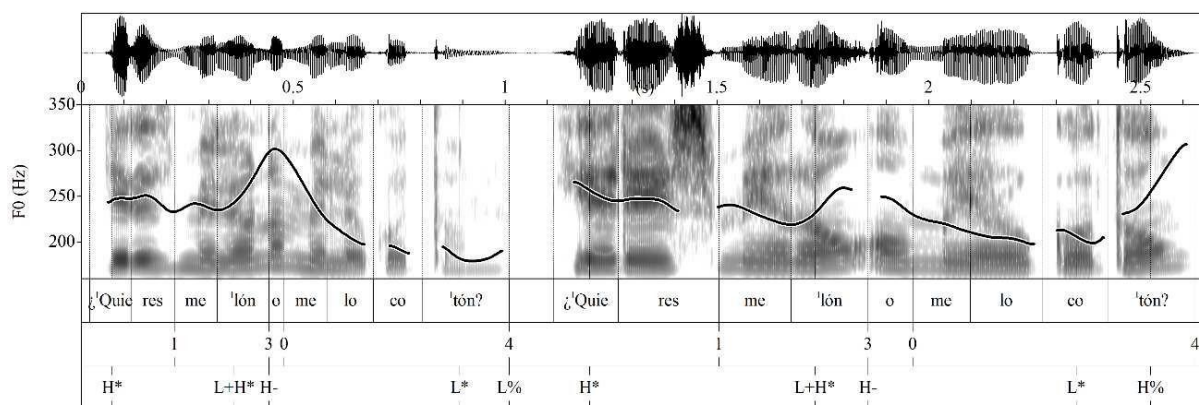 0 0.5 1 (s) 1.5 2 2.5
350
300
F0 (Hz)
250
200
¿ˈQuie res me ˈlón o me lo co ˈtón? ¿ˈQuie res me ˈlón o me lo co ˈtón?
1 3 0 4 1 3 0 4
H* L+H* H- L* L% H* L+H* H- L* H%